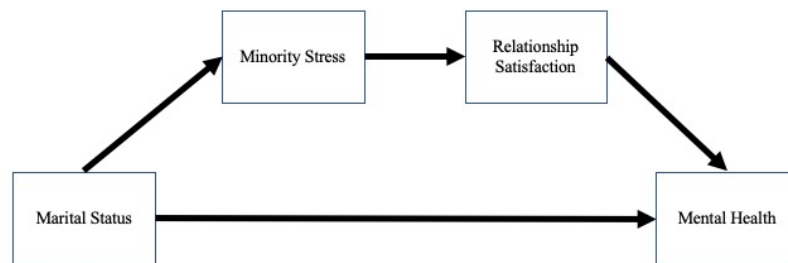 Minority Stress
Relationship
Satisfaction
Marital Status
Mental Health